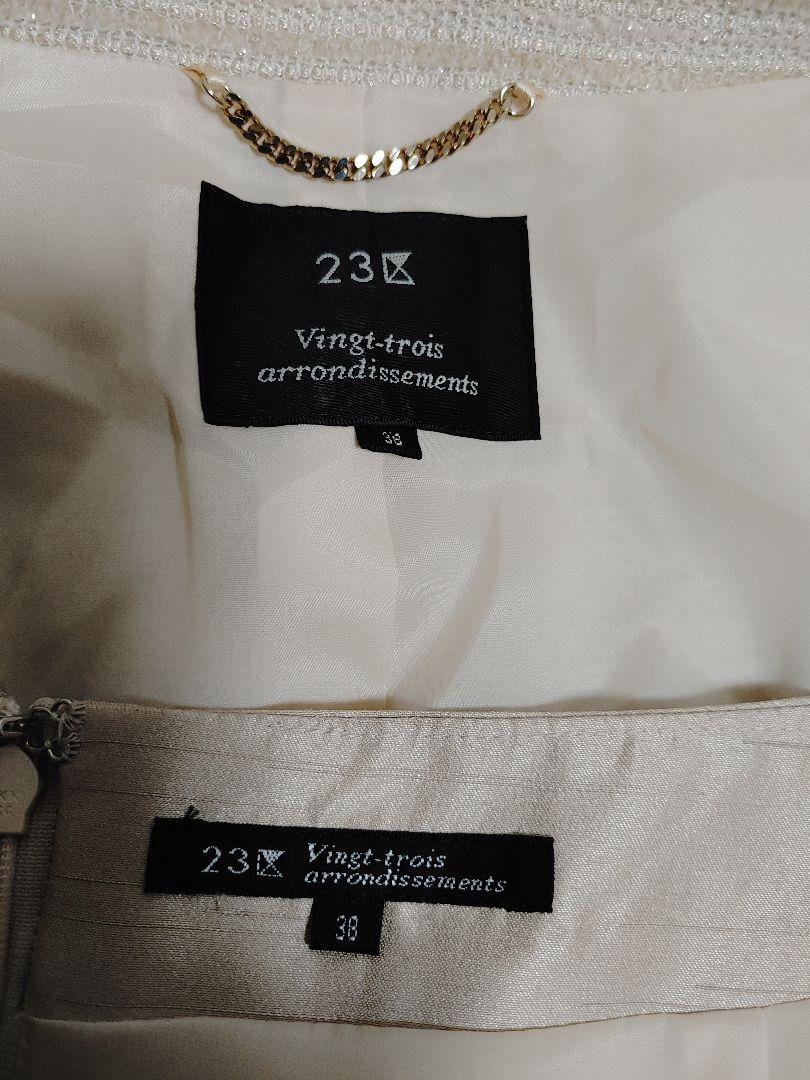 23区
Vingt-trois
arrondissements
38
23区 Vingt-trois
arrondissements
38